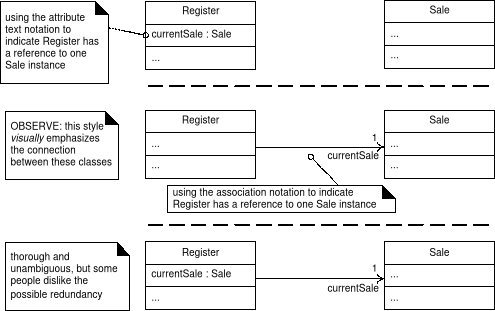 using the attribute
text notation to
indicate Register has
a reference to one
Sale instance
Register
currentSale : Sale
...
Sale
...
...
OBSERVE: this style
visually emphasizes
the connection
between these classes
Register
...
...
1
currentSale
Sale
...
...
using the association notation to indicate
Register has a reference to one Sale instance
thorough and
unambiguous, but some
people dislike the
possible redundancy
Register
currentSale : Sale
...
1
currentSale
Sale
...
...